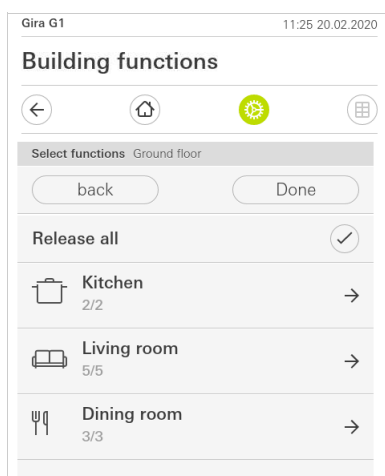 Gira G1 11:25 20.02.2020
Building functions
Select functions Ground floor
back Done
Release all
Kitchen
2/2
Living room
5/5
Dining room
3/3